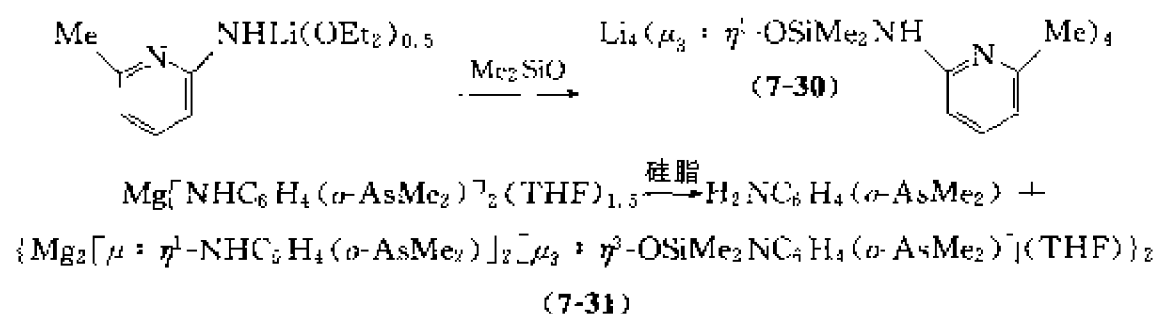 Me N NHLi(OEt₂)₀.₅ Me₂SiO Li₄(μ₃ : η¹-OSiMe₂NH N Me)₄
(7-30)
Mg[NHC₆H₄(o-AsMe₂)]₂(THF)₁.₅ 硅脂 H₂NC₆H₄(o-AsMe₂) +
{Mg₂[μ : η¹-NHC₆H₄(o-AsMe₂)]₂[μ₃ : η³-OSiMe₂NC₆H₄(o-AsMe₂)](THF)}₂
(7-31)